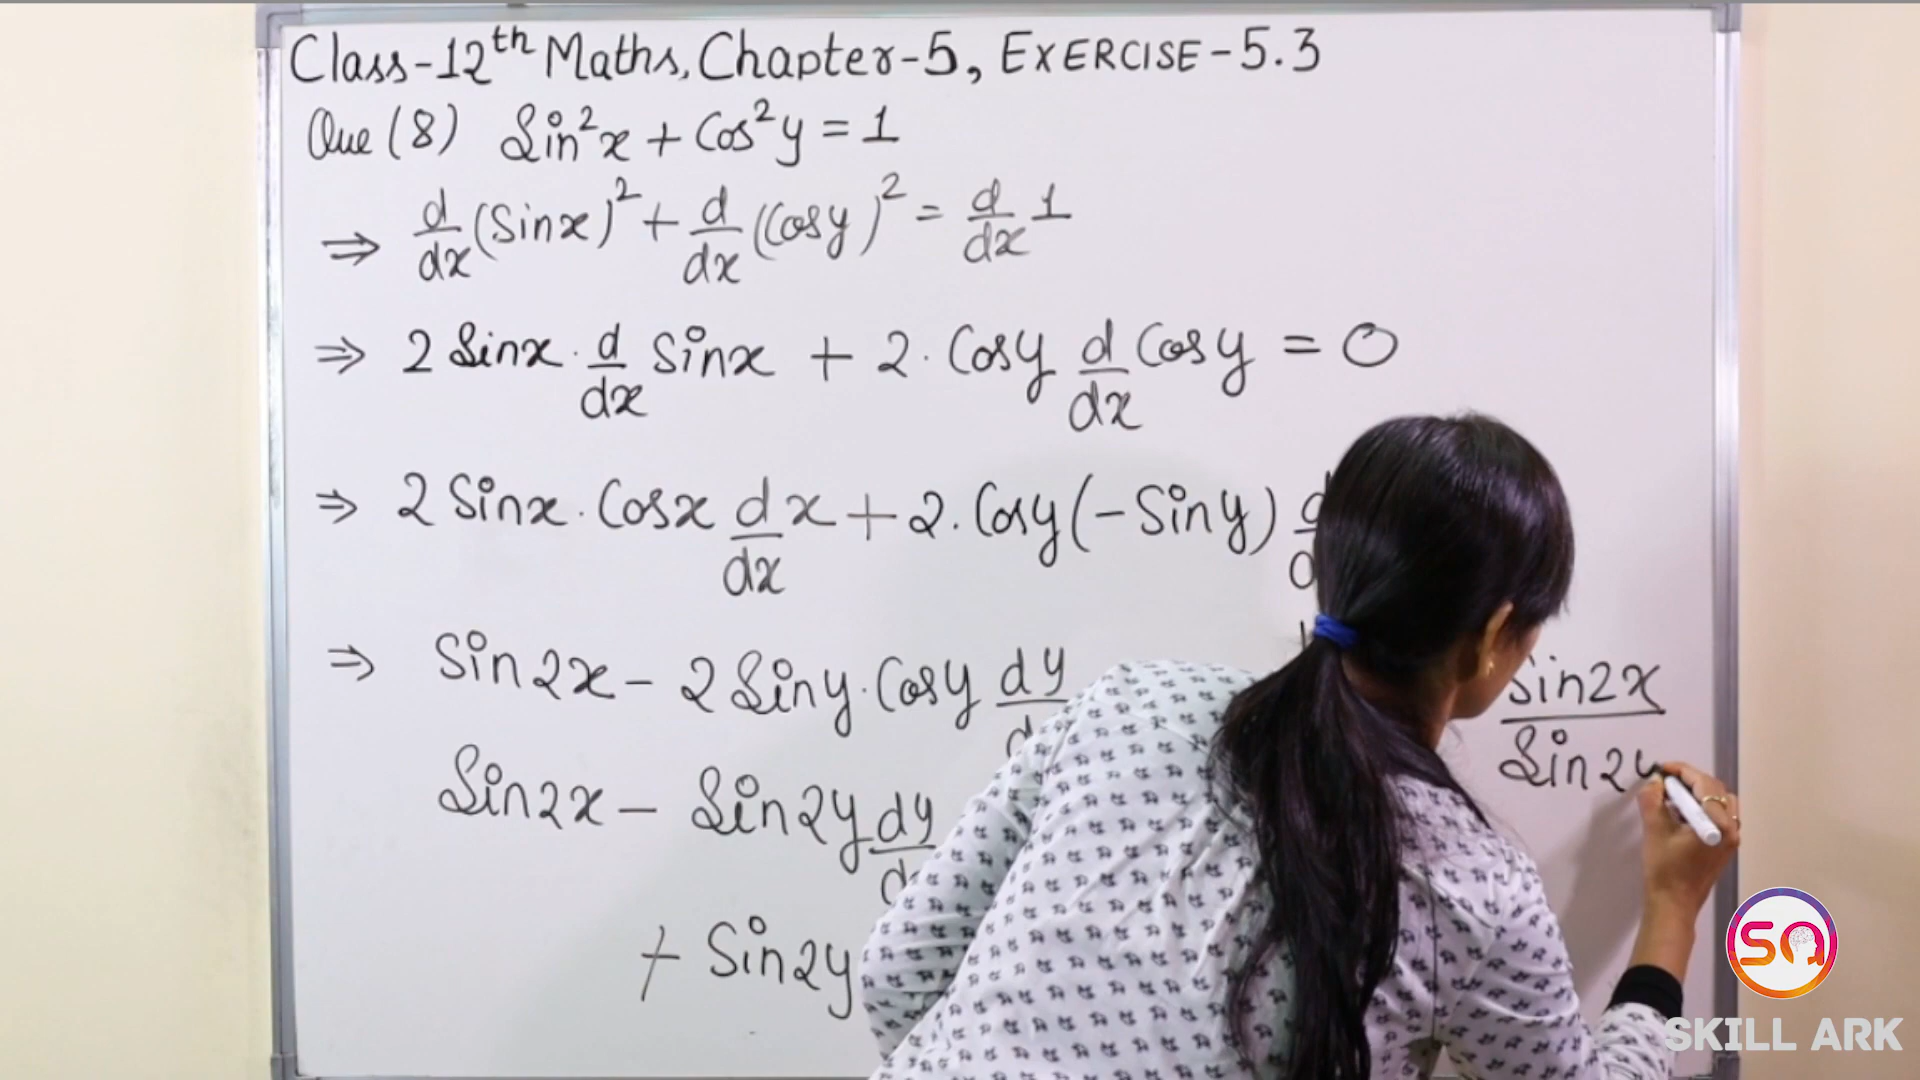 Class-12th Maths, Chapter-5, EXERCISE-5.3
Que (8) Sin²x + Cos²y = 1
⇒ d/dx (Sinx)² + d/dx (Cosy)² = d/dx 1
⇒ 2 Sinx · d/dx Sinx + 2 · Cosy d/dx Cosy = 0
⇒ 2 Sinx · Cosx d/dx x + 2 . Cosy (-Siny)
⇒ Sin2x - 2 Siny · Cosy dy
Sin2x - Sin2y dy
+ Sin2y
Sin2x / Sin2y
SA
SKILL ARK